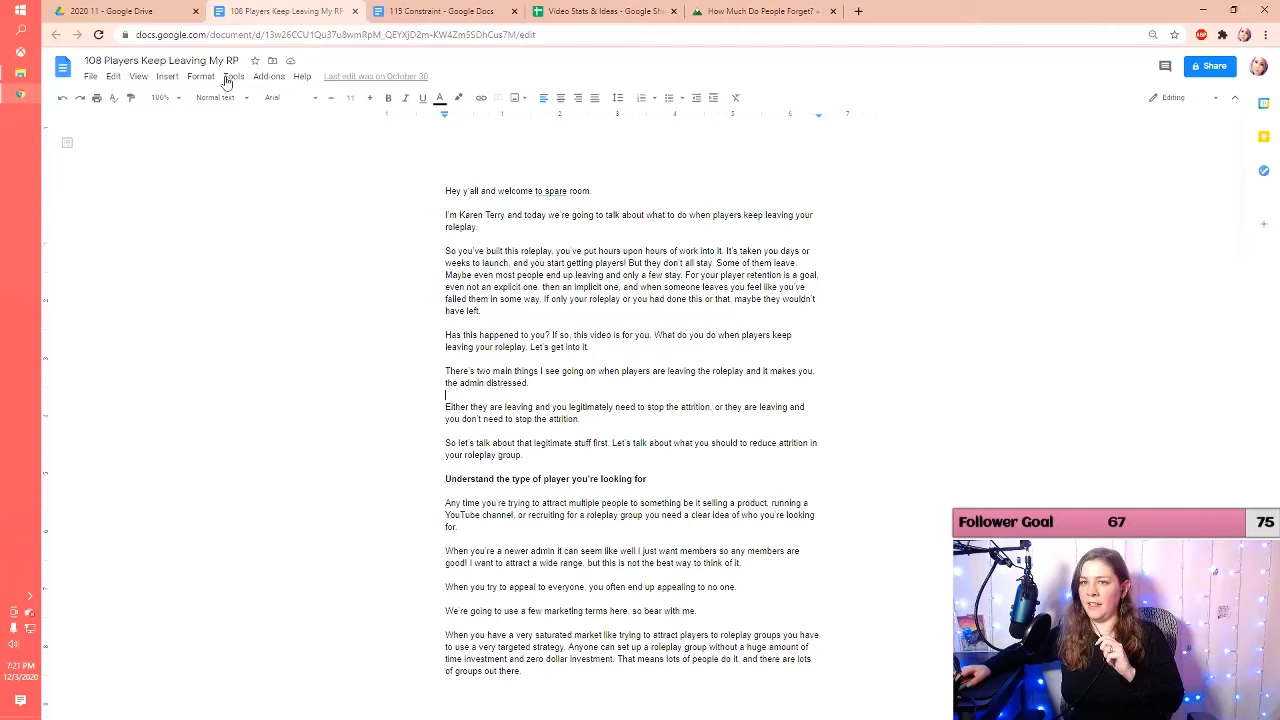 2020 11 - Google Drive
108 Players Keep Leaving My RP
115 Constraint - Google Docs
Video Stats & Ideas - Google She
How Much Do People Forget?
docs.google.com/document/d/13w26CCU1Qu37u8wmRpM_QEYXjD2m-KW4Zm5SDhCus7M/edit
108 Players Keep Leaving My RP
File Edit View Insert Format Tools Add-ons Help Last edit was on October 30
Share
100% Normal text Arial 11 Editing
1 1 2 3 4 5 6 7
Hey y'all and welcome to spare room.
I'm Karen Terry and today we're going to talk about what to do when players keep leaving your
roleplay.
So you've built this roleplay, you've put hours upon hours of work into it. It's taken you days or
weeks to launch, and you start getting players! But they don't all stay. Some of them leave.
Maybe even most people end up leaving and only a few stay. For your player retention is a goal,
even not an explicit one, then an implicit one, and when someone leaves you feel like you've
failed them in some way. If only your roleplay or you had done this or that, maybe they wouldn't
have left.
Has this happened to you? If so, this video is for you. What do you do when players keep
leaving your roleplay. Let's get into it.
There's two main things I see going on when players are leaving the roleplay and it makes you,
the admin distressed.
Either they are leaving and you legitimately need to stop the attrition, or they are leaving and
you don't need to stop the attrition.
So let's talk about that legitimate stuff first. Let's talk about what you should to reduce attrition in
your roleplay group.
Understand the type of player you're looking for
Any time you're trying to attract multiple people to something be it selling a product, running a
YouTube channel, or recruiting for a roleplay group you need a clear idea of who you're looking
for.
When you're a newer admin it can seem like well I just want members so any members are
good! I want to attract a wide range, but this is not the best way to think of it.
When you try to appeal to everyone, you often end up appealing to no one.
We're going to use a few marketing terms here, so bear with me.
When you have a very saturated market like trying to attract players to roleplay groups you have
to use a very targeted strategy. Anyone can set up a roleplay group without a huge amount of
time investment and zero dollar investment. That means lots of people do it, and there are lots
of groups out there.
Follower Goal 67 75
7:21 PM
12/3/2020